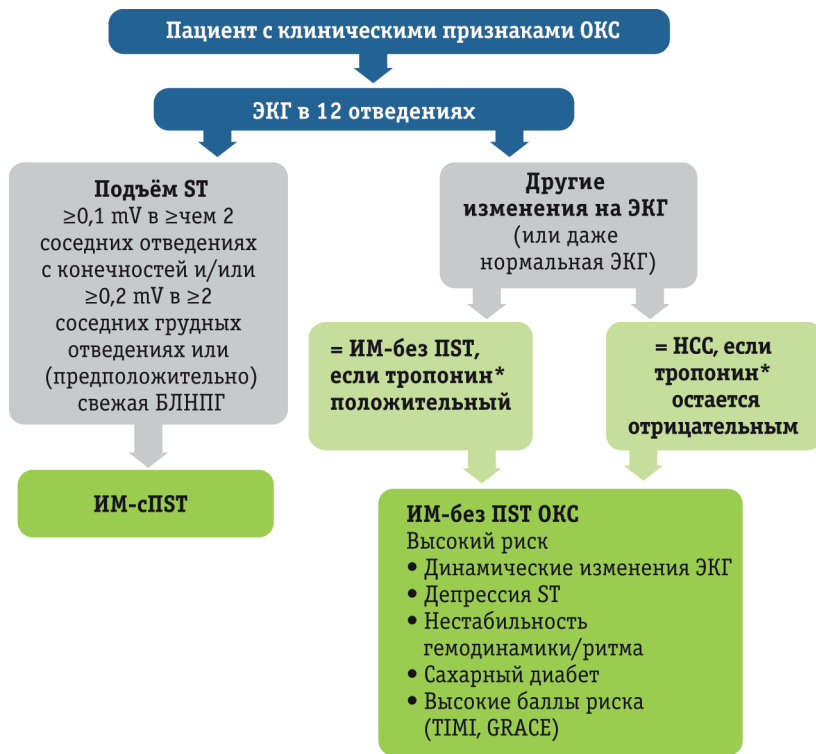 Пациент с клиническими признаками ОКС
ЭКГ в 12 отведениях
Подъём ST
≥0,1 mV в ≥чем 2
соседних отведениях
с конечностей и/или
≥0,2 mV в ≥2
соседних грудных
отведениях или
(предположительно)
свежая БЛНПГ
Другие
изменения на ЭКГ
(или даже
нормальная ЭКГ)
= ИМ-без ПST,
если тропонин*
положительный
= НСС, если
тропонин*
остается
отрицательным
ИМ-сПST
ИМ-без ПST ОКС
Высокий риск
• Динамические изменения ЭКГ
• Депрессия ST
• Нестабильность
гемодинамики/ритма
• Сахарный диабет
• Высокие баллы риска
(TIMI, GRACE)